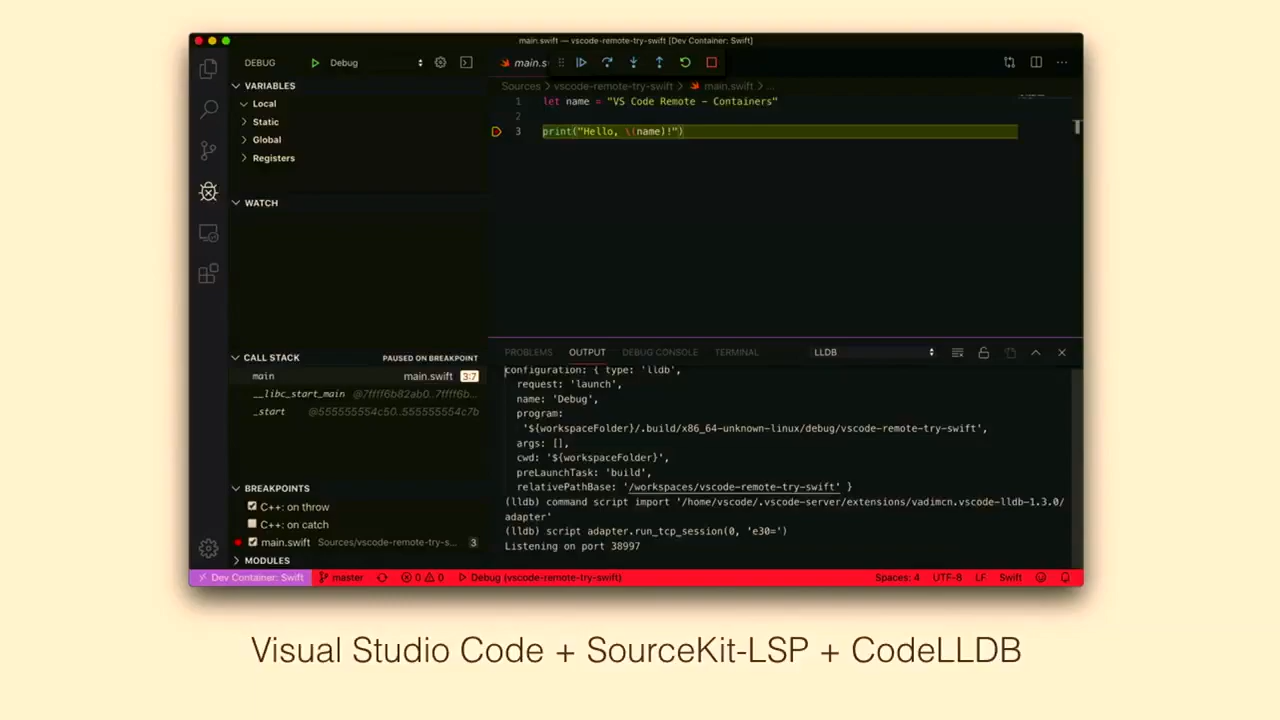 main.swift — vscode-remote-try-swift [Dev Container: Swift]
DEBUG
Debug
main.s
VARIABLES
Local
Static
Global
Registers
WATCH
Sources > vscode-remote-try-swift > main.swift > ...
1 let name = "VS Code Remote - Containers"
2
3 print("Hello, \(name)!")
CALL STACK PAUSED ON BREAKPOINT
main main.swift 3:7
__libc_start_main @7ffff6b82ab0..7ffff6b...
_start @555555554c50..555555554c7b
BREAKPOINTS
C++: on throw
C++: on catch
main.swift Sources/vscode-remote-try-s... 3
MODULES
PROBLEMS OUTPUT DEBUG CONSOLE TERMINAL LLDB
configuration: { type: 'lldb',
request: 'launch',
name: 'Debug',
program:
'${workspaceFolder}/.build/x86_64-unknown-linux/debug/vscode-remote-try-swift',
args: [],
cwd: '${workspaceFolder}',
preLaunchTask: 'build',
relativePathBase: '/workspaces/vscode-remote-try-swift' }
(lldb) command script import '/home/vscode/.vscode-server/extensions/vadimcn.vscode-lldb-1.3.0/
adapter'
(lldb) script adapter.run_tcp_session(0, 'e30=')
Listening on port 38997
Dev Container: Swift master 0 0 Debug (vscode-remote-try-swift) Spaces: 4 UTF-8 LF Swift
Visual Studio Code + SourceKit-LSP + CodeLLDB